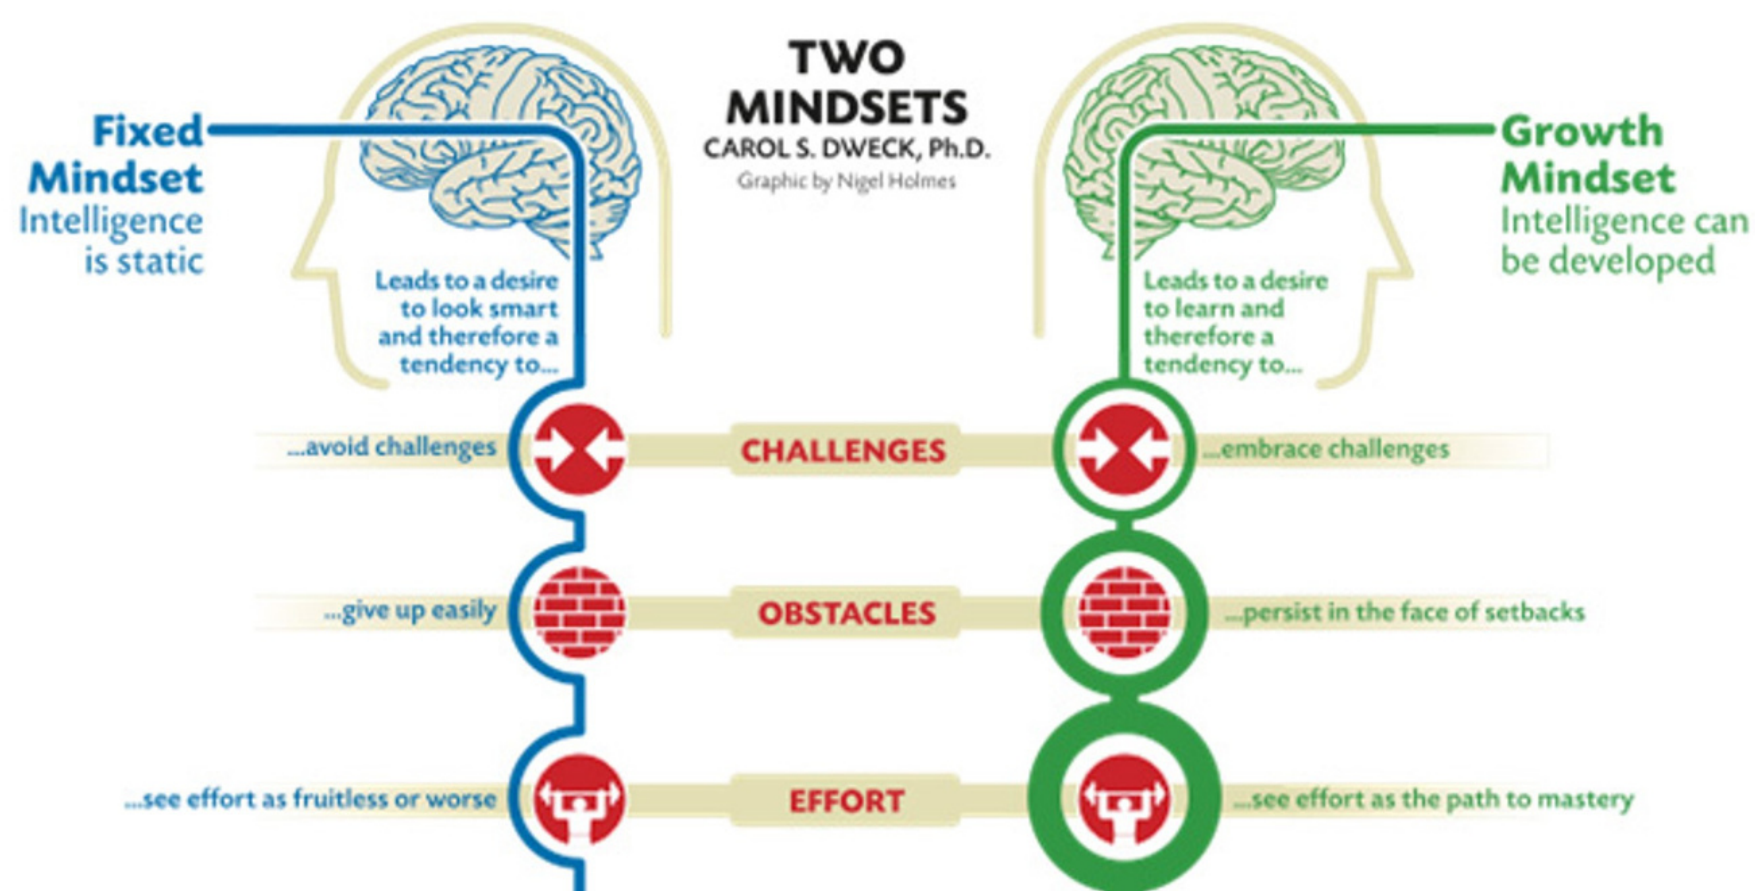 TWO
MINDSETS
CAROL S. DWECK, Ph.D.
Graphic by Nigel Holmes
Fixed
Mindset
Intelligence
is static
Leads to a desire
to look smart
and therefore a
tendency to...
Growth
Mindset
Intelligence can
be developed
Leads to a desire
to learn and
therefore a
tendency to...
...avoid challenges
CHALLENGES
...embrace challenges
...give up easily
OBSTACLES
...persist in the face of setbacks
...see effort as fruitless or worse
EFFORT
...see effort as the path to mastery